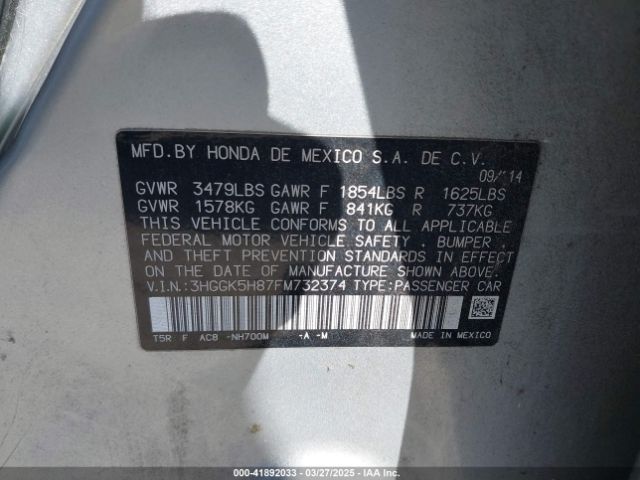 MFD.BY HONDA DE MEXICO S.A. DE C.V.
09/14
GVWR 3479LBS GAWR F 1854LBS R 1625LBS
GVWR 1578KG GAWR F 841KG R 737KG
THIS VEHICLE CONFORMS TO ALL APPLICABLE
FEDERAL MOTOR VEHICLE SAFETY , BUMPER ,
AND THEFT PREVENTION STANDARDS IN EFFECT
ON THE DATE OF MANUFACTURE SHOWN ABOVE.
V.I.N.:3HGGK5H87FM732374 TYPE:PASSENGER CAR
T5R F AC8 -NH700M -A -M MADE IN MEXICO
000-41892033 — 03/27/2025 — IAA Inc.